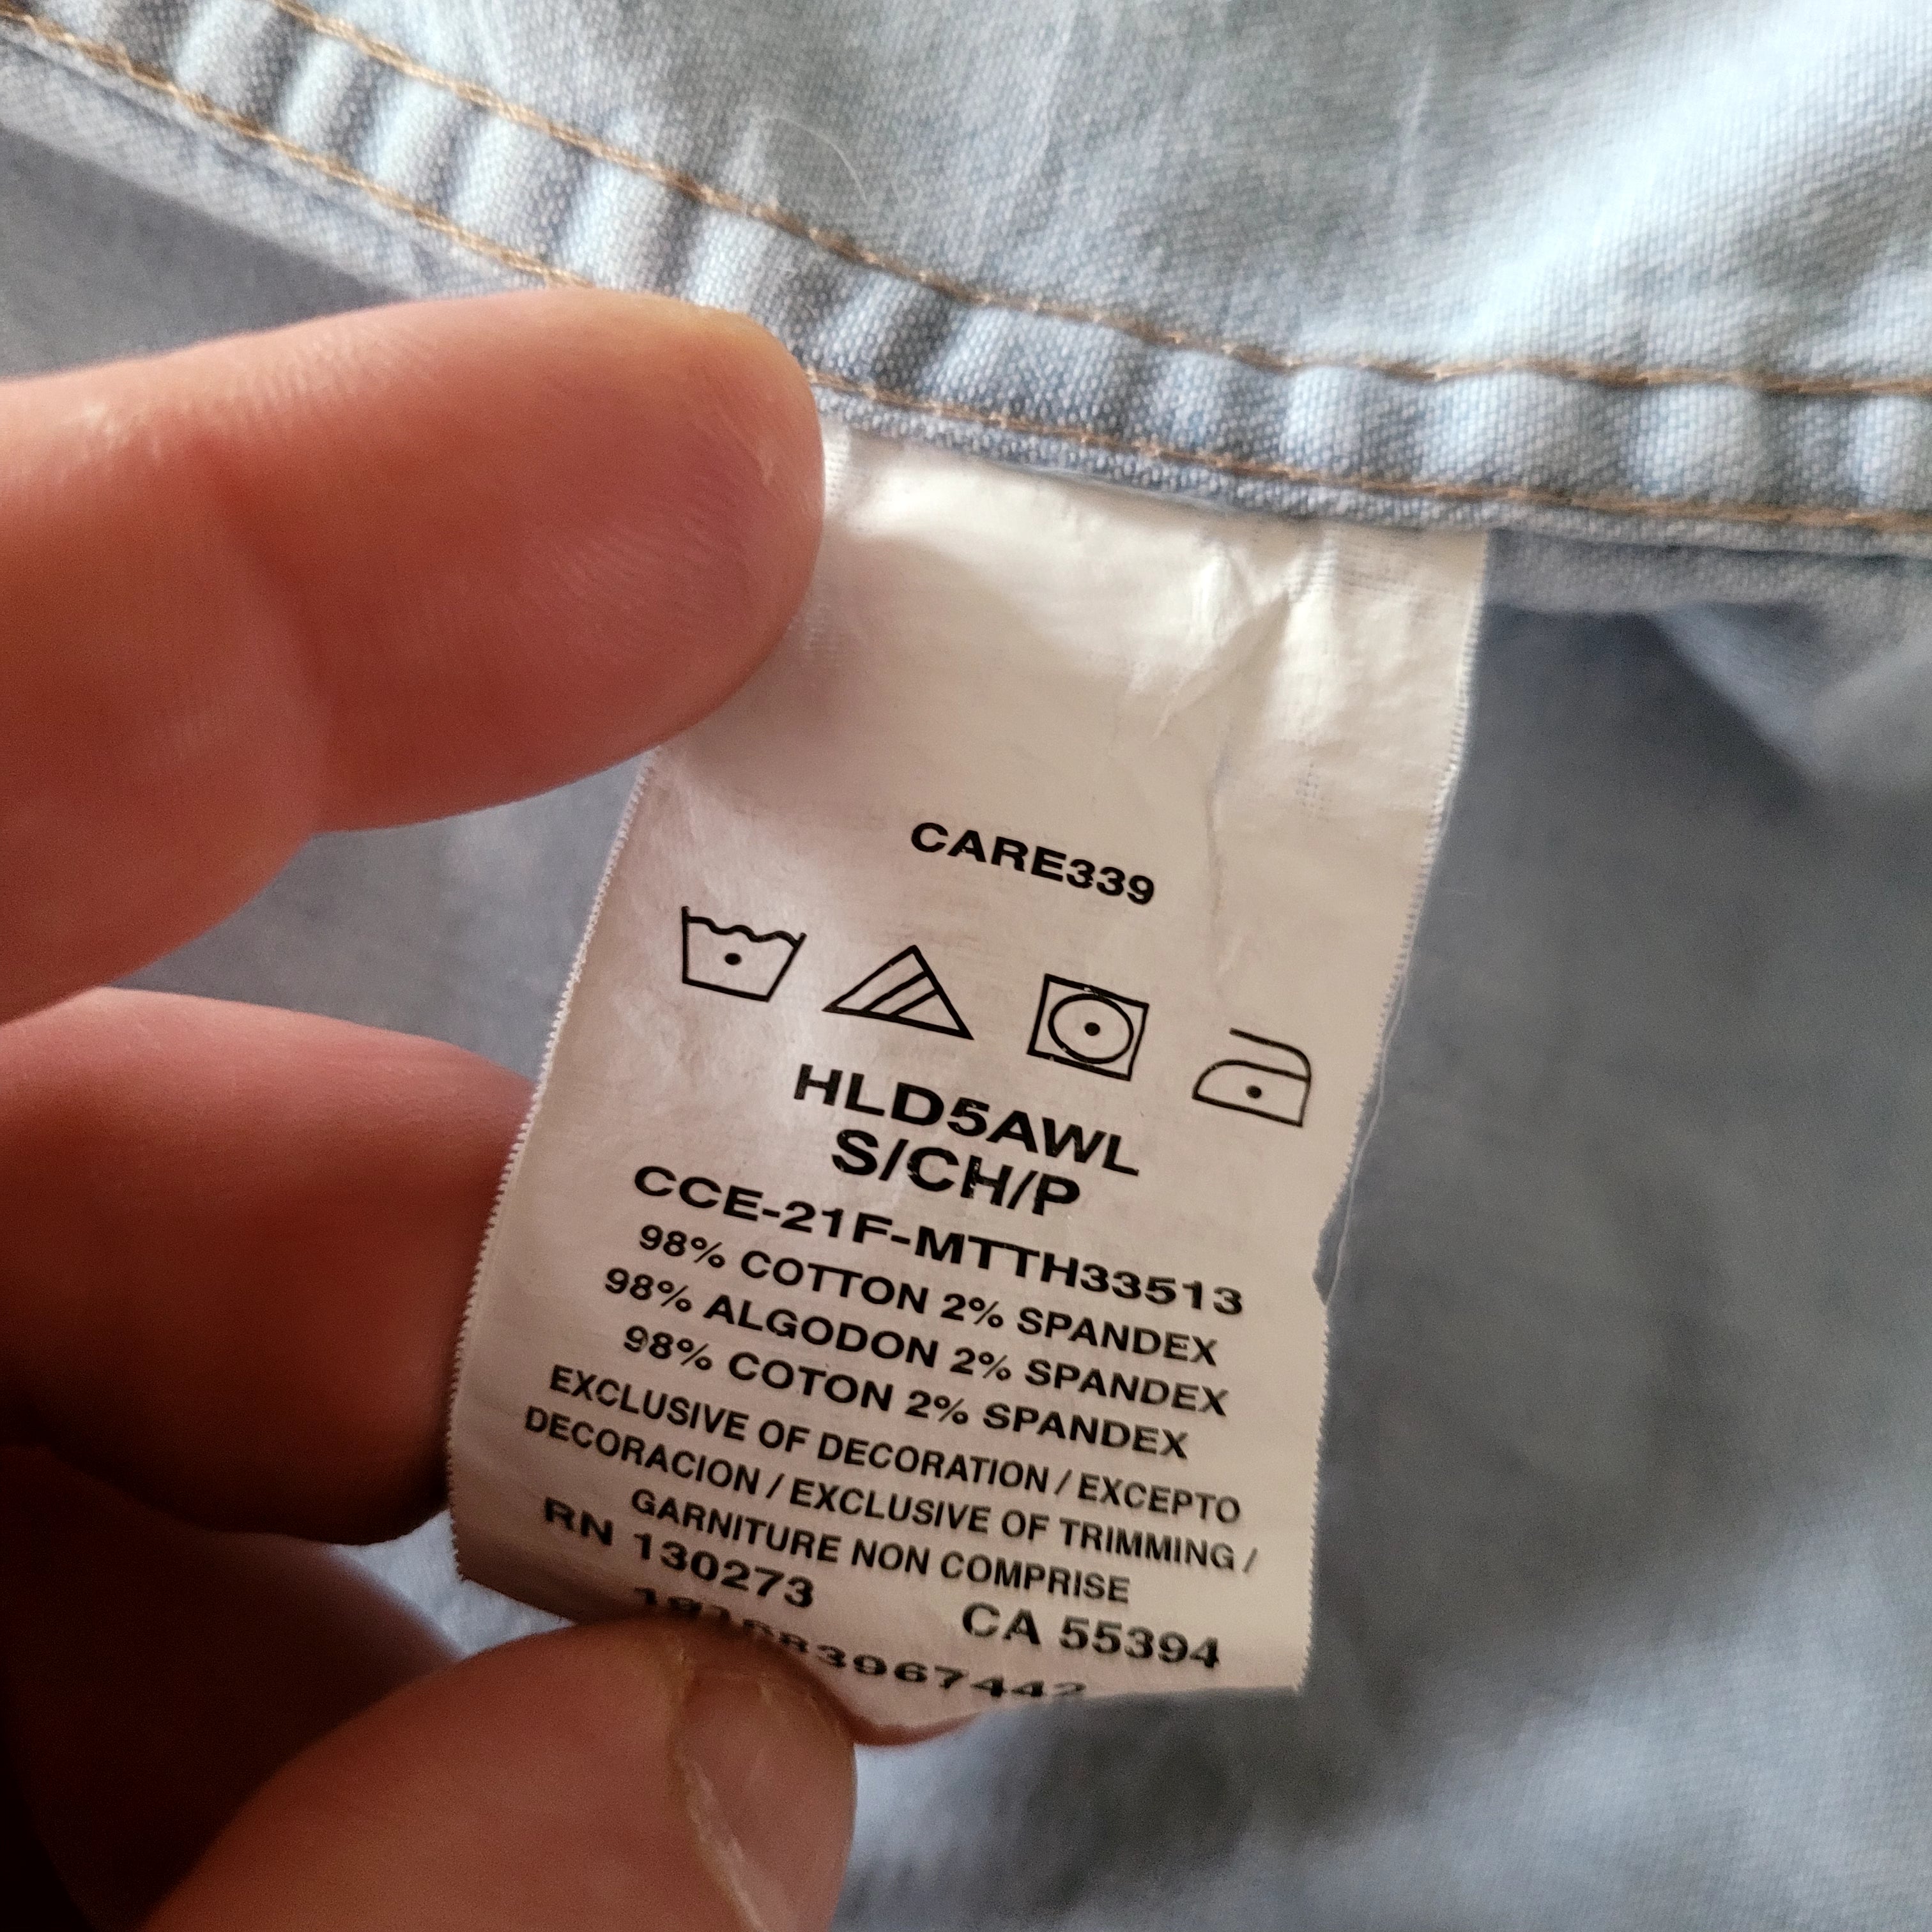 CARE339
HLD5AWL
S/CH/P
CCE-21F-MTTH33513
98% COTTON 2% SPANDEX
98% ALGODON 2% SPANDEX
98% COTON 2% SPANDEX
EXCLUSIVE OF DECORATION / EXCEPTO
DECORACION / EXCLUSIVE OF TRIMMING /
GARNITURE NON COMPRISE
RN 130273 CA 55394